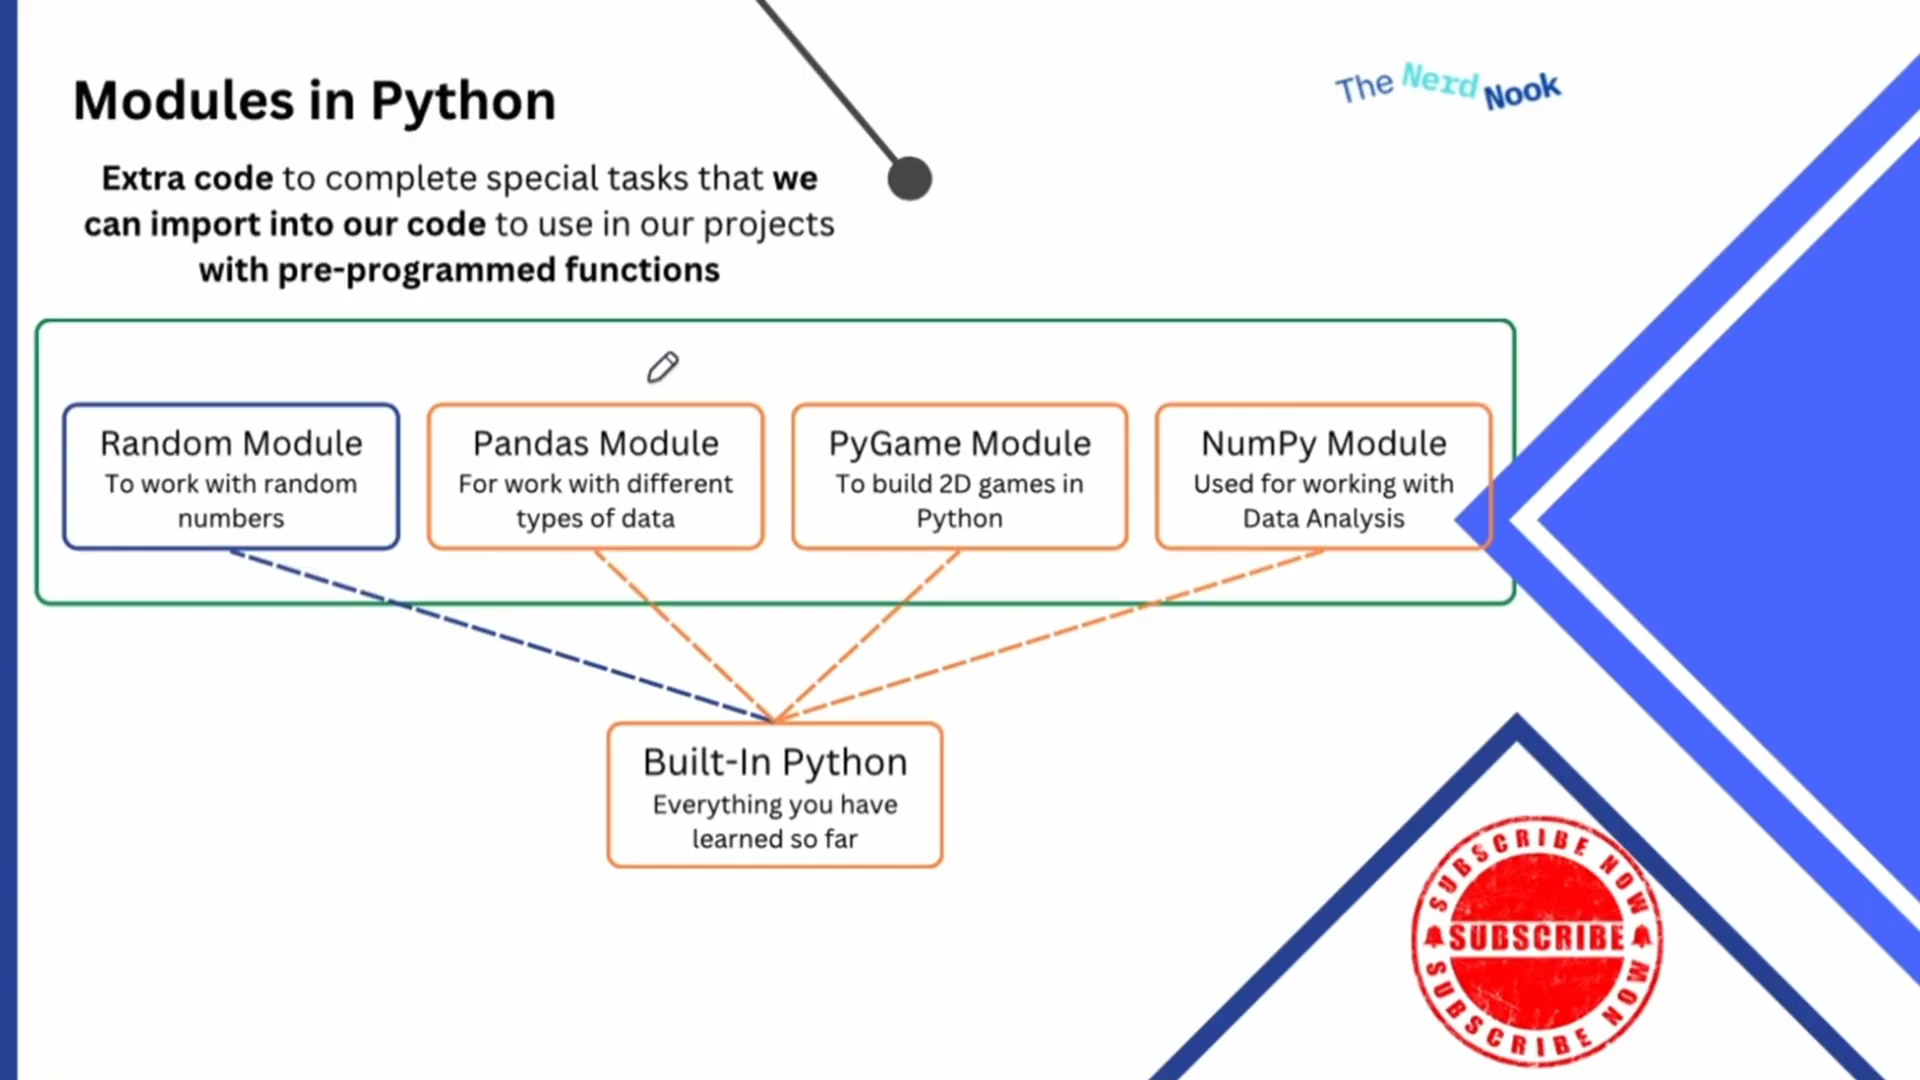 Modules in Python
The Nerd Nook
Extra code to complete special tasks that we
can import into our code to use in our projects
with pre-programmed functions
Random Module
To work with random
numbers
Pandas Module
For work with different
types of data
PyGame Module
To build 2D games in
Python
NumPy Module
Used for working with
Data Analysis
Built-In Python
Everything you have
learned so far
SUBSCRIBE NOW
SUBSCRIBE
SUBSCRIBE NOW